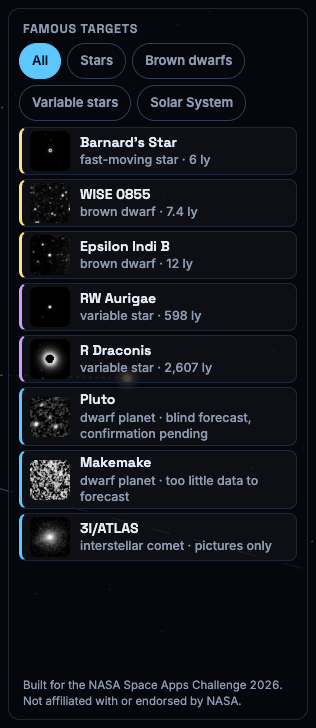 FAMOUS TARGETS
All
Stars
Brown dwarfs
Variable stars
Solar System
Barnard's Star
fast-moving star · 6 ly
WISE 0855
brown dwarf · 7.4 ly
Epsilon Indi B
brown dwarf · 12 ly
RW Aurigae
variable star · 598 ly
R Draconis
variable star · 2,607 ly
Pluto
dwarf planet · blind forecast,
confirmation pending
Makemake
dwarf planet · too little data to
forecast
3I/ATLAS
interstellar comet · pictures only
Built for the NASA Space Apps Challenge 2026.
Not affiliated with or endorsed by NASA.